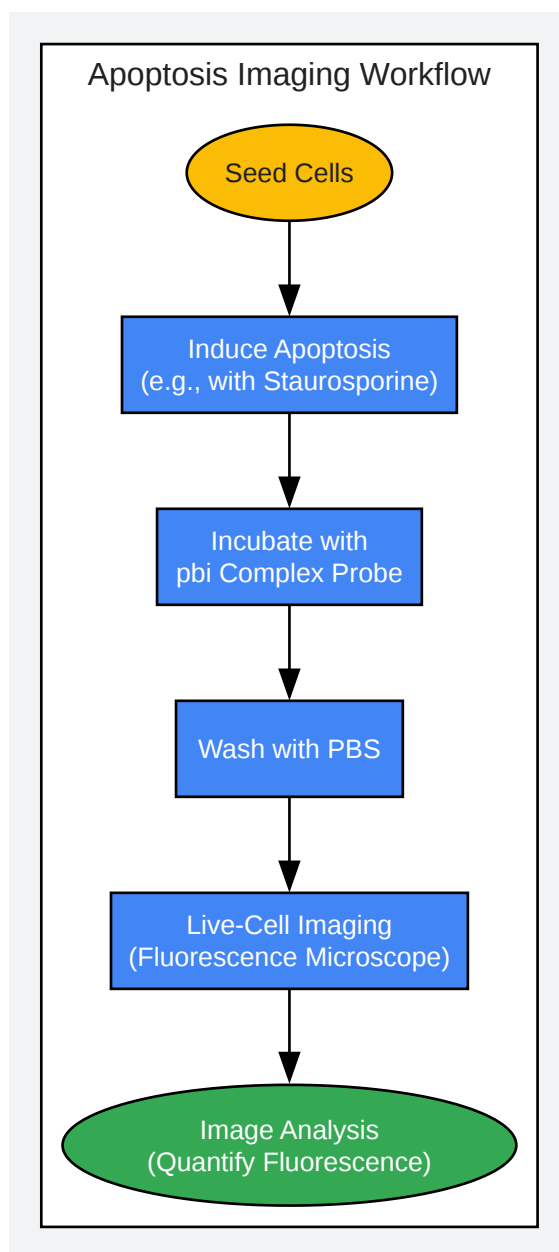 Apoptosis Imaging Workflow
Seed Cells
Induce Apoptosis
(e.g., with Staurosporine)
Incubate with
pbi Complex Probe
Wash with PBS
Live-Cell Imaging
(Fluorescence Microscope)
Image Analysis
(Quantify Fluorescence)